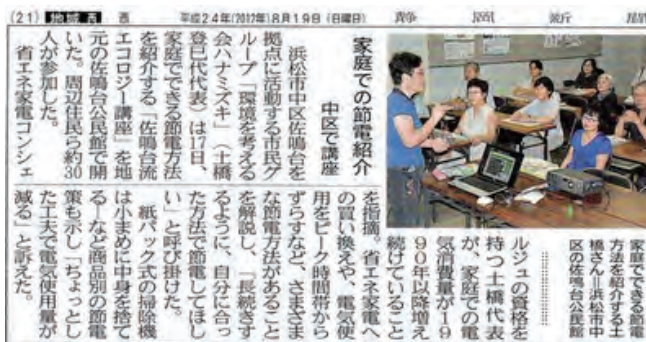 (21) 地域西 西 平成24年(2012年)8月19日(日曜日) 静岡新聞
家庭での節電紹介
中区で講座
浜松市中区佐鳴台を
拠点に活動する市民グ
ループ「環境を考える
会ハナミズキ」(土橋
登巳代代表)は17日、
家庭でできる節電方法
を紹介する「佐鳴台流
エコロジー講座」を地
元の佐鳴台公民館で開
いた。周辺住民ら約30
人が参加した。
省エネ家電コンシェ
ルジュの資格を
持つ土橋代表
が、家庭での電
気消費量が19
90年以降増え
続けていること
を指摘。省エネ家電へ
の買い換えや、電気使
用をピーク時間帯から
ずらすなど、さまざま
な節電方法があること
を解説し、「長続きす
るように、自分に合っ
た方法で節電してほし
い」と呼び掛けた。
紙パック式の掃除機
は小まめに中身を捨て
るーなど商品別の節電
策も示し「ちょっとし
た工夫で電気使用量が
減る」と訴えた。
家庭でできる節電
方法を紹介する土
橋さん=浜松市中
区の佐鳴台公民館